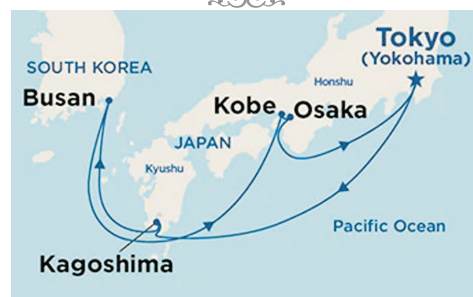 Tokyo
(Yokohama)
SOUTH KOREA
Honshu
Busan
Kobe
Osaka
JAPAN
Kyushu
Pacific Ocean
Kagoshima